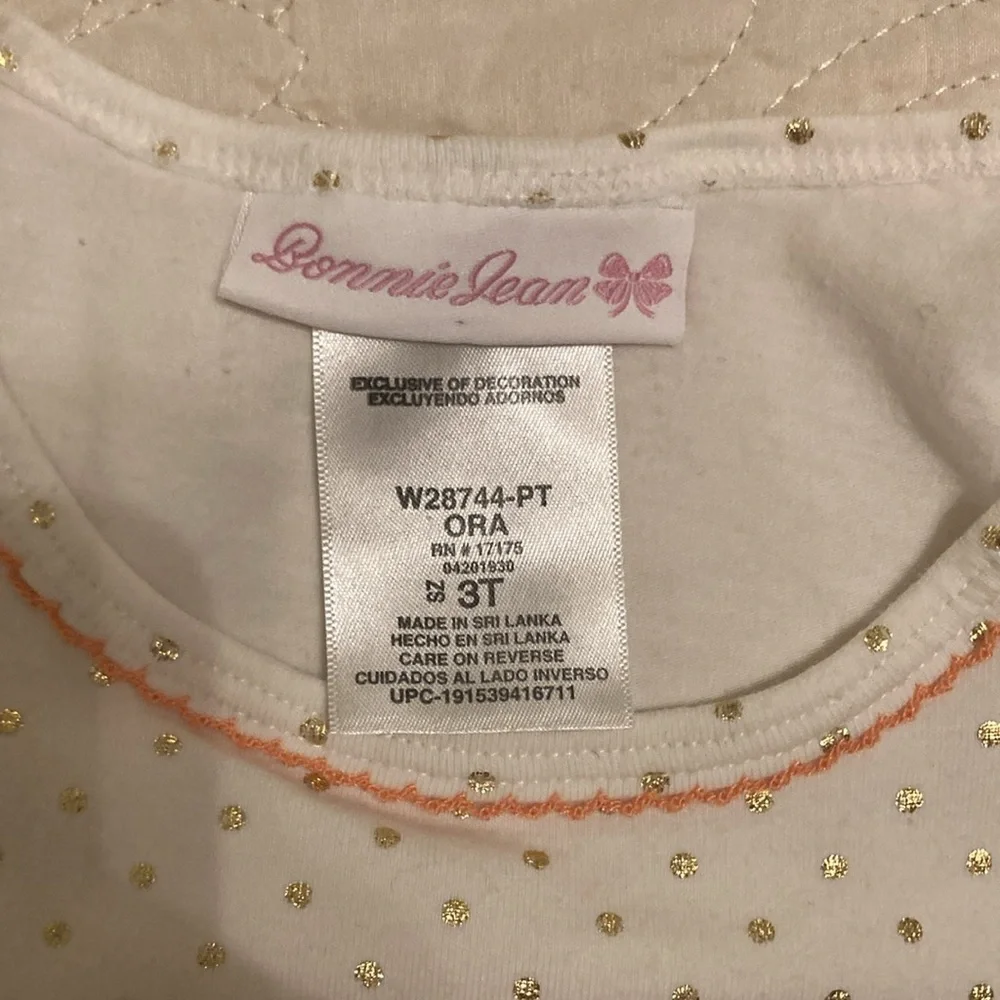 Bonnie Jean
EXCLUSIVE OF DECORATION
EXCLUYENDO ADORNOS
W28744-PT
ORA
RN # 17175
04201930
SZ 3T
MADE IN SRI LANKA
HECHO EN SRI LANKA
CARE ON REVERSE
CUIDADOS AL LADO INVERSO
UPC-191539416711